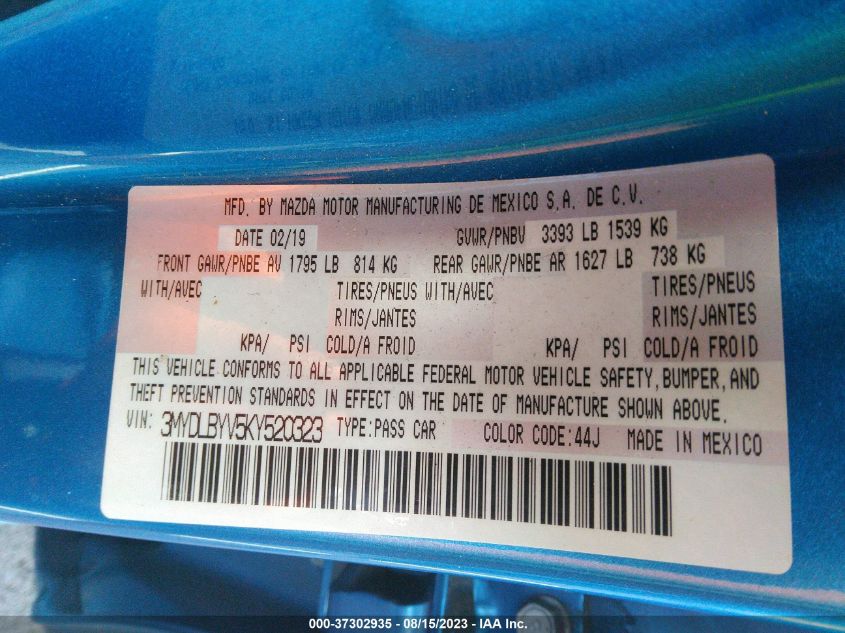 MFD. BY MAZDA MOTOR MANUFACTURING DE MEXICO S.A. DE C.V.
DATE 02/19 GVWR/PNBV 3393 LB 1539 KG
FRONT GAWR/PNBE AV 1795 LB 814 KG REAR GAWR/PNBE AR 1627 LB 738 KG
WITH/AVEC TIRES/PNEUS WITH/AVEC TIRES/PNEUS
RIMS/JANTES RIMS/JANTES
KPA/ PSI COLD/A FROID KPA/ PSI COLD/A FROID
THIS VEHICLE CONFORMS TO ALL APPLICABLE FEDERAL MOTOR VEHICLE SAFETY,BUMPER,AND
THEFT PREVENTION STANDARDS IN EFFECT ON THE DATE OF MANUFACTURE SHOWN ABOVE.
VIN: 3MYDLBYV5KY520323 TYPE:PASS CAR COLOR CODE:44J MADE IN MEXICO
000-37302935 - 08/15/2023 - IAA Inc.